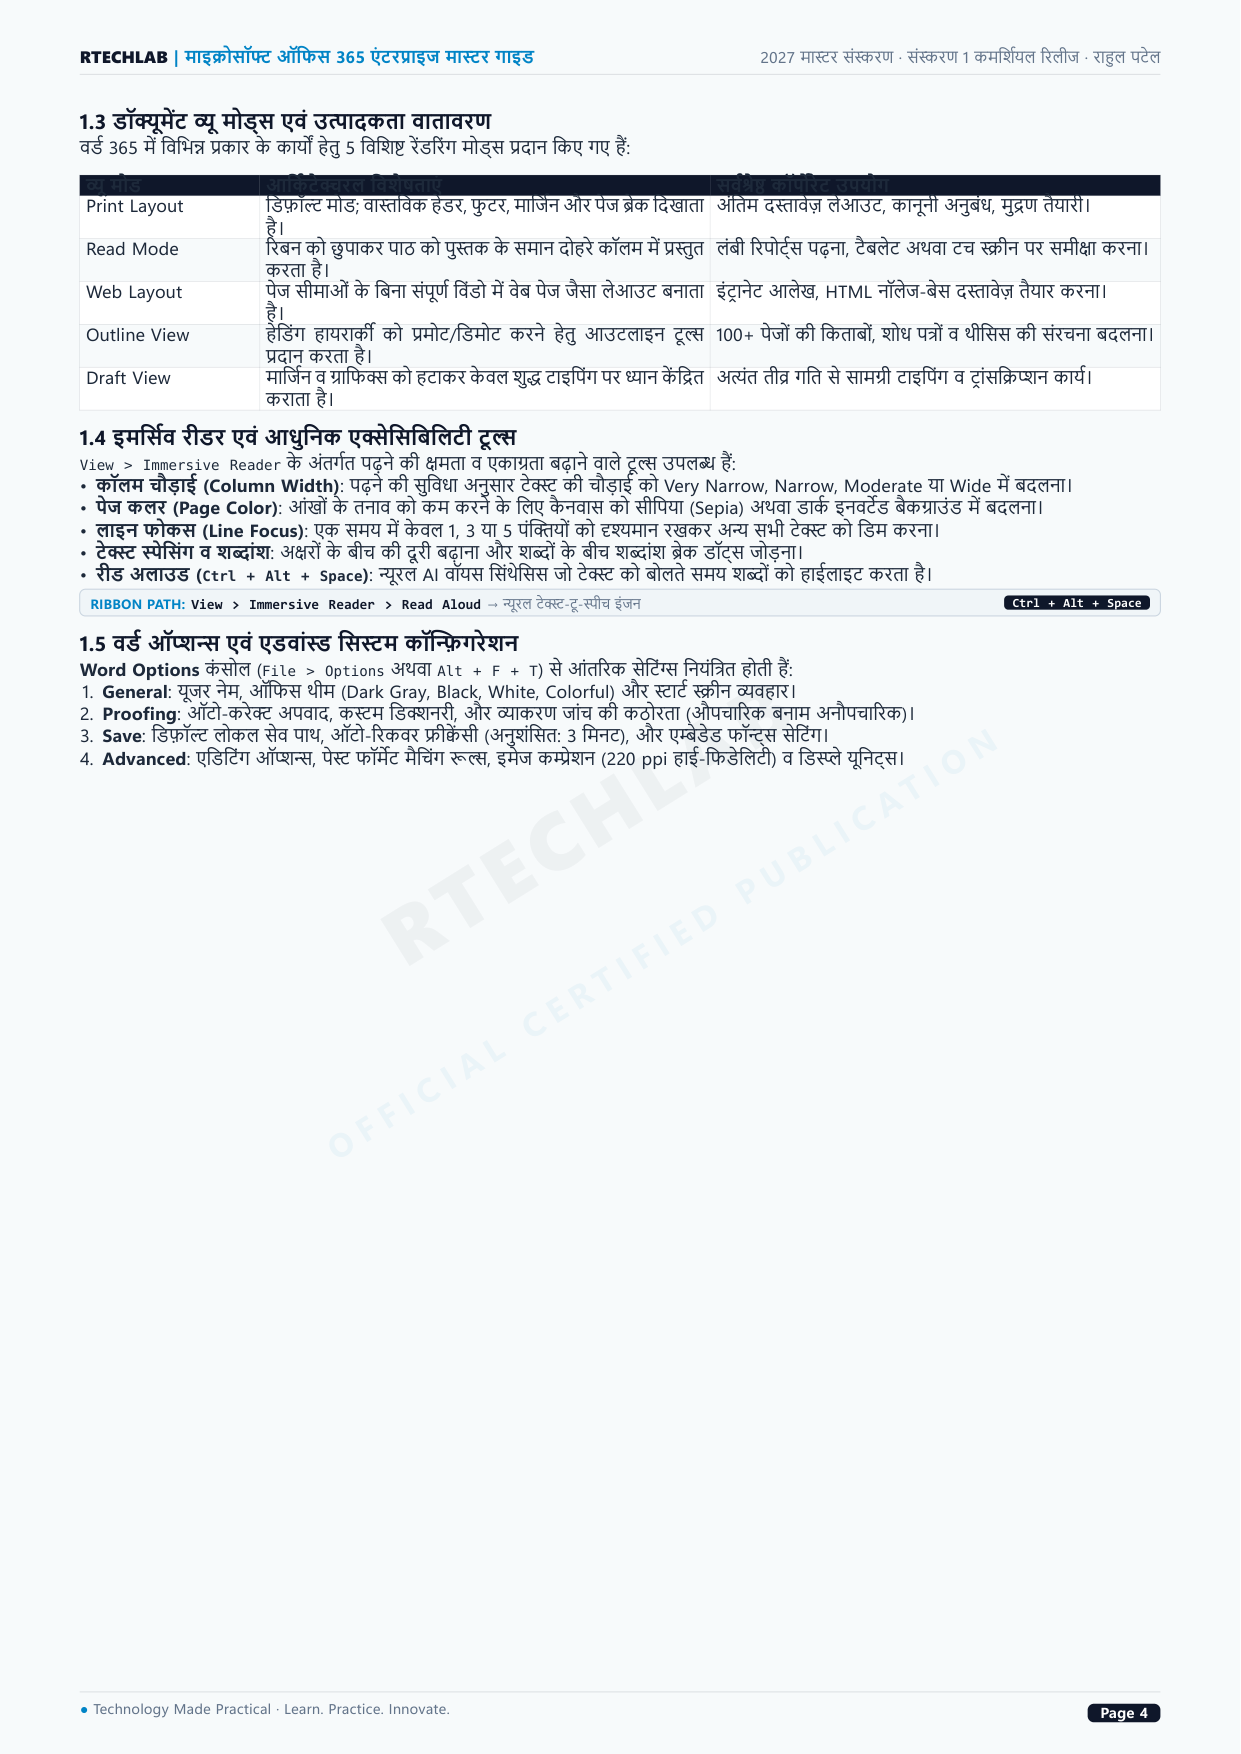 RTECHLAB | माइक्रोसॉफ्ट ऑफिस 365 एंटरप्राइज मास्टर गाइड
2027 मास्टर संस्करण · संस्करण 1 कमर्शियल रिलीज · राहुल पटेल
1.3 डॉक्यूमेंट व्यू मोड्स एवं उत्पादकता वातावरण
वर्ड 365 में विभिन्न प्रकार के कार्यों हेतु 5 विशिष्ट रेंडरिंग मोड्स प्रदान किए गए हैं:
व्यू मोड आर्किटेक्चरल विशेषताएं सर्वश्रेष्ठ कॉर्पोरेट उपयोग
Print Layout डिफ़ॉल्ट मोड; वास्तविक हेडर, फुटर, मार्जिन और पेज ब्रेक दिखाता अंतिम दस्तावेज़ लेआउट, कानूनी अनुबंध, मुद्रण तैयारी।
है।
Read Mode रिबन को छुपाकर पाठ को पुस्तक के समान दोहरे कॉलम में प्रस्तुत लंबी रिपोर्ट्स पढ़ना, टैबलेट अथवा टच स्क्रीन पर समीक्षा करना।
करता है।
Web Layout पेज सीमाओं के बिना संपूर्ण विंडो में वेब पेज जैसा लेआउट बनाता इंट्रानेट आलेख, HTML नॉलेज-बेस दस्तावेज़ तैयार करना।
है।
Outline View हेडिंग हायरार्की को प्रमोट/डिमोट करने हेतु आउटलाइन टूल्स 100+ पेजों की किताबों, शोध पत्रों व थीसिस की संरचना बदलना।
प्रदान करता है।
Draft View मार्जिन व ग्राफिक्स को हटाकर केवल शुद्ध टाइपिंग पर ध्यान केंद्रित अत्यंत तीव्र गति से सामग्री टाइपिंग व ट्रांसक्रिप्शन कार्य।
कराता है।
1.4 इमर्सिव रीडर एवं आधुनिक एक्सेसिबिलिटी टूल्स
View > Immersive Reader के अंतर्गत पढ़ने की क्षमता व एकाग्रता बढ़ाने वाले टूल्स उपलब्ध हैं:
• कॉलम चौड़ाई (Column Width): पढ़ने की सुविधा अनुसार टेक्स्ट की चौड़ाई को Very Narrow, Narrow, Moderate या Wide में बदलना।
• पेज कलर (Page Color): आंखों के तनाव को कम करने के लिए कैनवास को सीपिया (Sepia) अथवा डार्क इनवर्टेड बैकग्राउंड में बदलना।
• लाइन फोकस (Line Focus): एक समय में केवल 1, 3 या 5 पंक्तियों को दृश्यमान रखकर अन्य सभी टेक्स्ट को डिम करना।
• टेक्स्ट स्पेसिंग व शब्दांश: अक्षरों के बीच की दूरी बढ़ाना और शब्दों के बीच शब्दांश ब्रेक डॉट्स जोड़ना।
• रीड अलाउड (Ctrl + Alt + Space): न्यूरल AI वॉयस सिंथेसिस जो टेक्स्ट को बोलते समय शब्दों को हाईलाइट करता है।
RIBBON PATH: View > Immersive Reader > Read Aloud → न्यूरल टेक्स्ट-टू-स्पीच इंजन Ctrl + Alt + Space
1.5 वर्ड ऑप्शन्स एवं एडवांस्ड सिस्टम कॉन्फ़िगरेशन
Word Options कंसोल (File > Options अथवा Alt + F + T) से आंतरिक सेटिंग्स नियंत्रित होती हैं:
1. General: यूजर नेम, ऑफिस थीम (Dark Gray, Black, White, Colorful) और स्टार्ट स्क्रीन व्यवहार।
2. Proofing: ऑटो-करेक्ट अपवाद, कस्टम डिक्शनरी, और व्याकरण जांच की कठोरता (औपचारिक बनाम अनौपचारिक)।
3. Save: डिफ़ॉल्ट लोकल सेव पाथ, ऑटो-रिकवर फ्रीक्वेंसी (अनुशंसित: 3 मिनट), और एम्बेडेड फॉन्ट्स सेटिंग।
4. Advanced: एडिटिंग ऑप्शन्स, पेस्ट फॉर्मेट मैचिंग रूल्स, इमेज कम्प्रेशन (220 ppi हाई-फिडेलिटी) व डिस्प्ले यूनिट्स।
RTECHLAB
OFFICIAL CERTIFIED PUBLICATION
• Technology Made Practical · Learn. Practice. Innovate.
Page 4